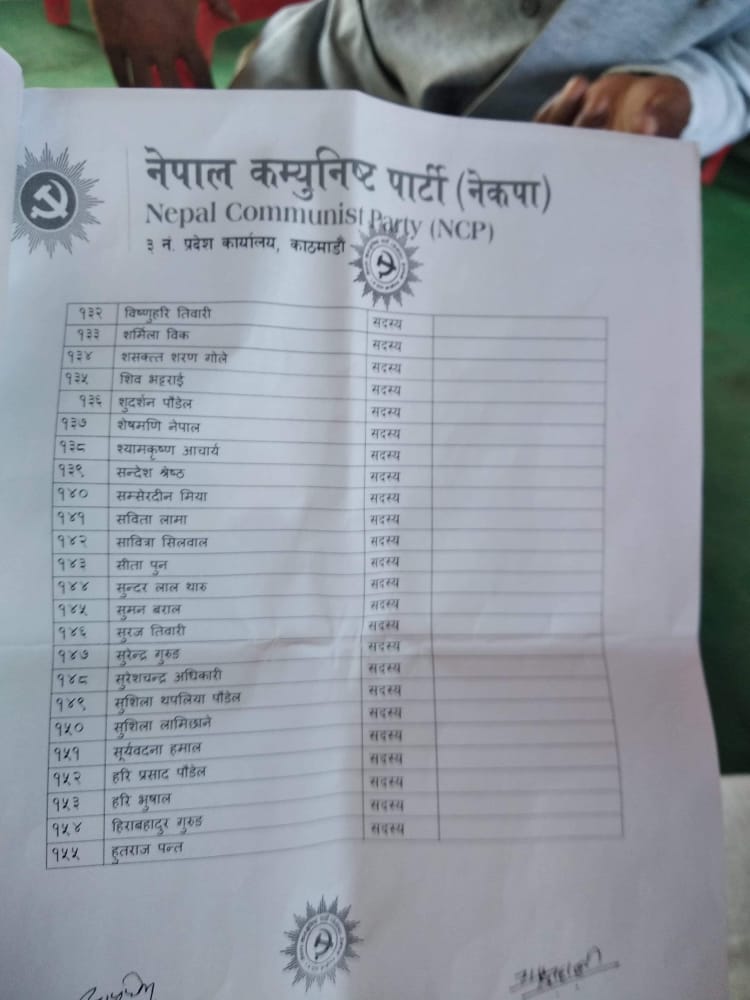 नेपाल कम्युनिष्ट पार्टी (नेकपा)
Nepal Communist Party (NCP)
३ नं. प्रदेश कार्यालय, काठमाडौं
१३२ विष्णुहरि तिवारी सदस्य
१३३ शर्मिला विक सदस्य
१३४ शसक्त्त शरण गोले सदस्य
१३५ शिव भट्टराई सदस्य
१३६ शुदर्शन पौडेल सदस्य
१३७ शेषमणि नेपाल सदस्य
१३८ श्यामकृष्ण आचार्य सदस्य
१३९ सन्देश श्रेष्ठ सदस्य
१४० सम्सेरदीन मिया सदस्य
१४१ सविता लामा सदस्य
१४२ सावित्रा सिलवाल सदस्य
१४३ सीता पुन सदस्य
१४४ सुन्दर लाल थारु सदस्य
१४५ सुमन बराल सदस्य
१४६ सुरज तिवारी सदस्य
१४७ सुरेन्द्र गुरुङ सदस्य
१४८ सुरेशचन्द्र अधिकारी सदस्य
१४९ सुशिला थपलिया पौडेल सदस्य
१५० सुशिला लामिछाने सदस्य
१५१ सूर्यवदना हमाल सदस्य
१५२ हरि प्रसाद पौडेल सदस्य
१५३ हरि भुषाल सदस्य
१५४ हिराबहादुर गुरुङ सदस्य
१५५ हुतराज पन्त सदस्य